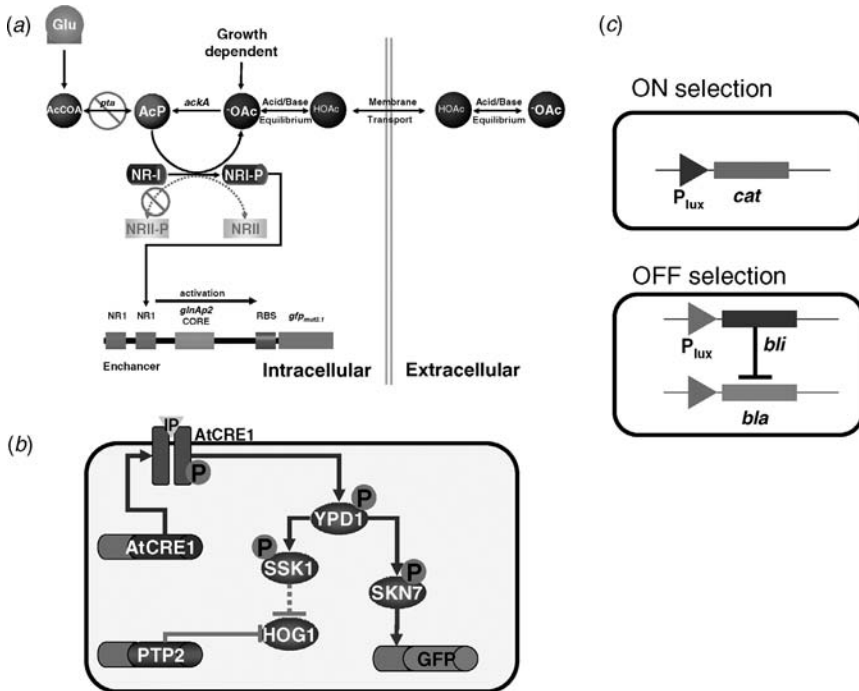 (a)
Glu
Growth
dependent
AcCOA
pta
AcP
ackA
-OAc
Acid/Base
Equilibrium
HOAc
Membrane
Transport
HOAc
Acid/Base
Equilibrium
-OAc
NR-I
NRI-P
NRII-P
NRII
activation
NR1
NR1
glnAp2
CORE
RBS
gfpmut3.1
Enchancer
Intracellular
Extracellular
(b)
IP
AtCRE1
P
P
YPD1
AtCRE1
P
SSK1
P
SKN7
HOG1
PTP2
GFP
(c)
ON selection
Plux
cat
OFF selection
Plux
bli
bla